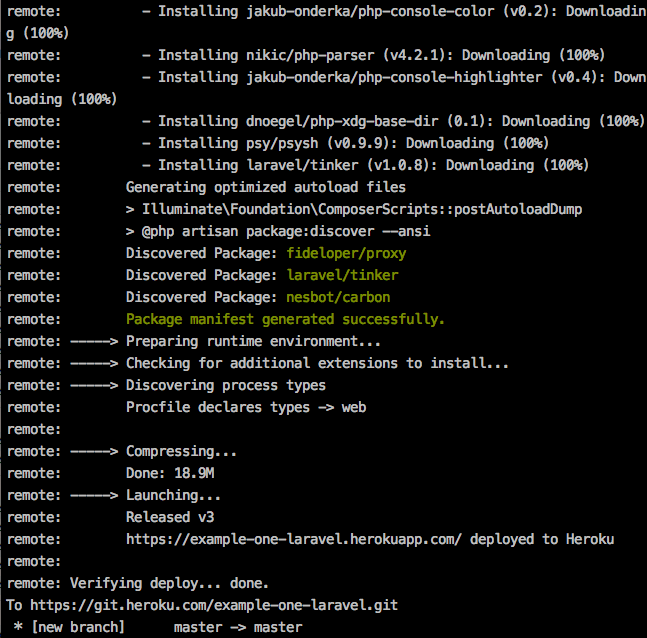 remote:          - Installing jakub-onderka/php-console-color (v0.2): Downloadin
g (100%)
remote:          - Installing nikic/php-parser (v4.2.1): Downloading (100%)
remote:          - Installing jakub-onderka/php-console-highlighter (v0.4): Down
loading (100%)
remote:          - Installing dnoegel/php-xdg-base-dir (0.1): Downloading (100%)
remote:          - Installing psy/psysh (v0.9.9): Downloading (100%)
remote:          - Installing laravel/tinker (v1.0.8): Downloading (100%)
remote:        Generating optimized autoload files
remote:        > Illuminate\Foundation\ComposerScripts::postAutoloadDump
remote:        > @php artisan package:discover --ansi
remote:        Discovered Package: fideloper/proxy
remote:        Discovered Package: laravel/tinker
remote:        Discovered Package: nesbot/carbon
remote:        Package manifest generated successfully.
remote: -----> Preparing runtime environment...
remote: -----> Checking for additional extensions to install...
remote: -----> Discovering process types
remote:        Procfile declares types -> web
remote:
remote: -----> Compressing...
remote:        Done: 18.9M
remote: -----> Launching...
remote:        Released v3
remote:        https://example-one-laravel.herokuapp.com/ deployed to Heroku
remote:
remote: Verifying deploy... done.
To https://git.heroku.com/example-one-laravel.git
 * [new branch]      master -> master